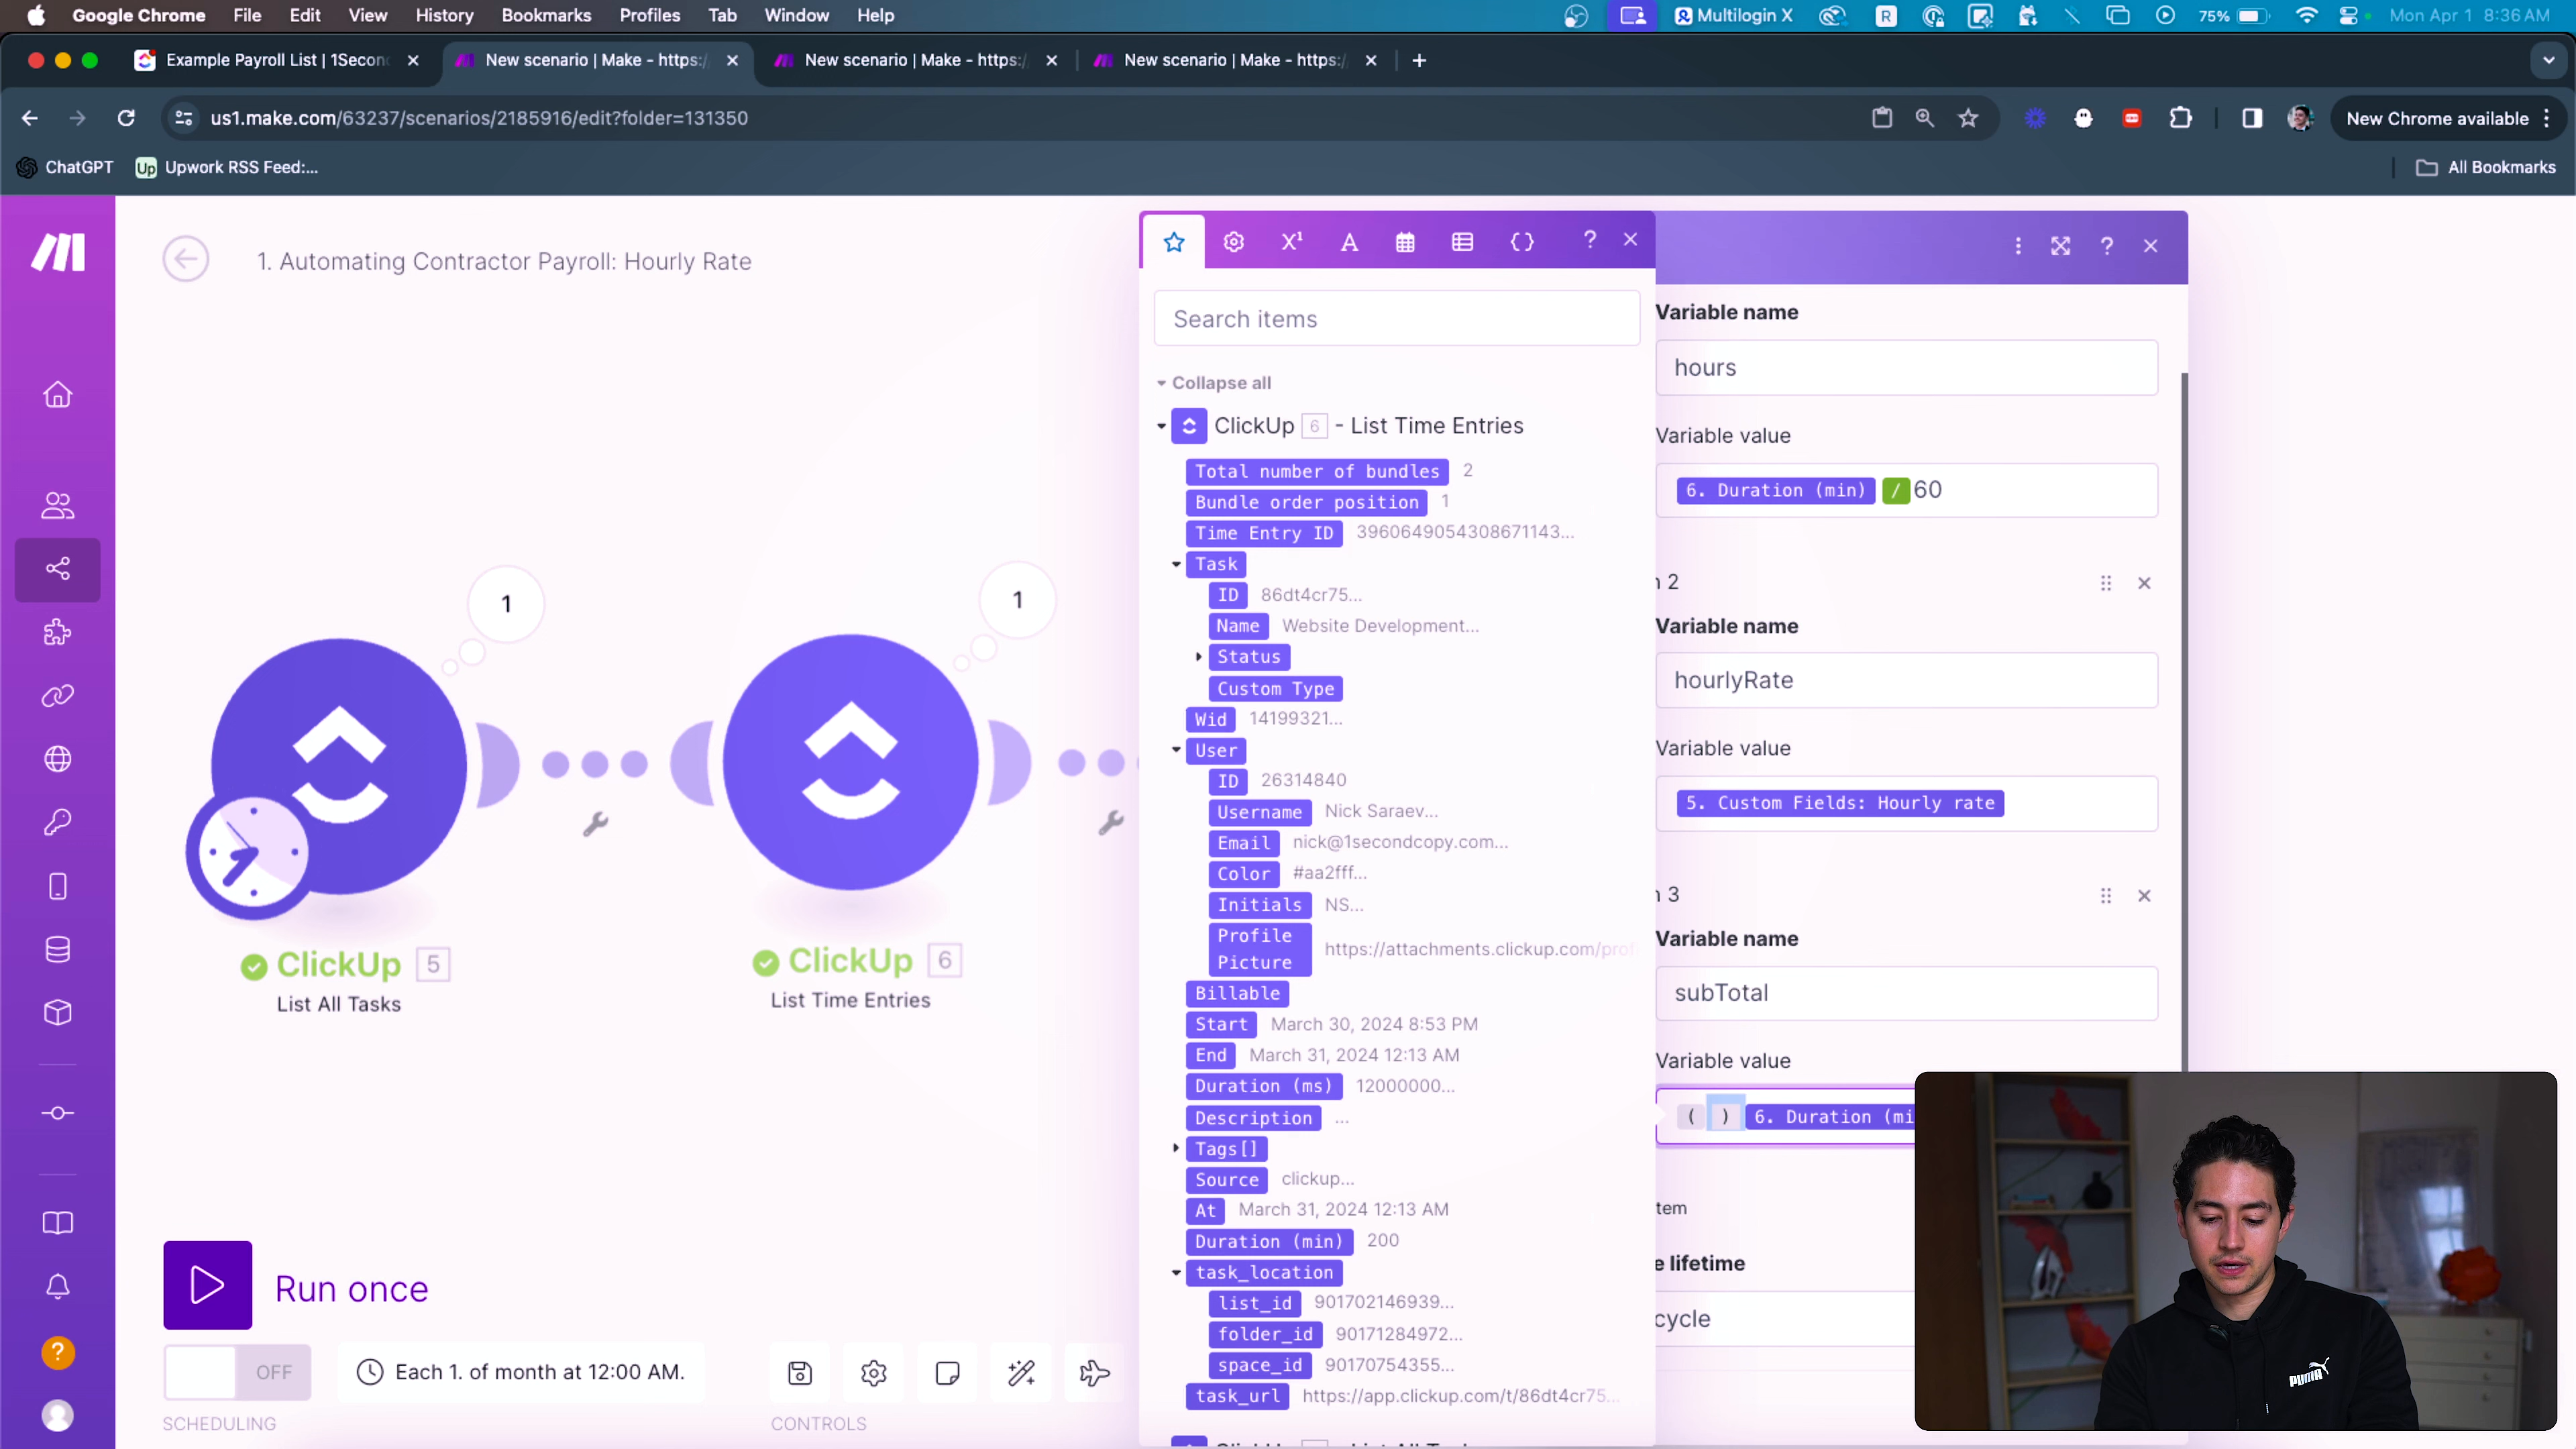 Google Chrome File Edit View History Bookmarks Profiles Tab Window Help
R Multilogin X 75% Mon Apr 1 8:36 AM
Example Payroll List | 1Secon
New scenario | Make - https:/
New scenario | Make - https:/
New scenario | Make - https:/
us1.make.com/63237/scenarios/2185916/edit?folder=131350
New Chrome available
ChatGPT
Up Upwork RSS Feed:...
All Bookmarks
1. Automating Contractor Payroll: Hourly Rate
1
1
ClickUp 5
List All Tasks
ClickUp 6
List Time Entries
Run once
OFF
Each 1. of month at 12:00 AM.
SCHEDULING
CONTROLS
?
X¹ A ?
Search items
Collapse all
ClickUp 6 - List Time Entries
Total number of bundles 2
Bundle order position 1
Time Entry ID 3960649054308671143...
Task
ID 86dt4cr75...
Name Website Development...
Status
Custom Type
Wid 14199321...
User
ID 26314840
Username Nick Saraev...
Email nick@1secondcopy.com...
Color #aa2fff...
Initials NS...
Profile Picture https://attachments.clickup.com/prof
Billable
Start March 30, 2024 8:53 PM
End March 31, 2024 12:13 AM
Duration (ms) 12000000...
Description ...
Tags[]
Source clickup...
At March 31, 2024 12:13 AM
Duration (min) 200
task_location
list_id 901702146939...
folder_id 90171284972...
space_id 90170754355...
task_url https://app.clickup.com/t/86dt4cr75...
?
Variable name
hours
Variable value
6. Duration (min) / 60
2
Variable name
hourlyRate
Variable value
5. Custom Fields: Hourly rate
3
Variable name
subTotal
Variable value
( ) 6. Duration (mi
tem
e lifetime
cycle
PUMA